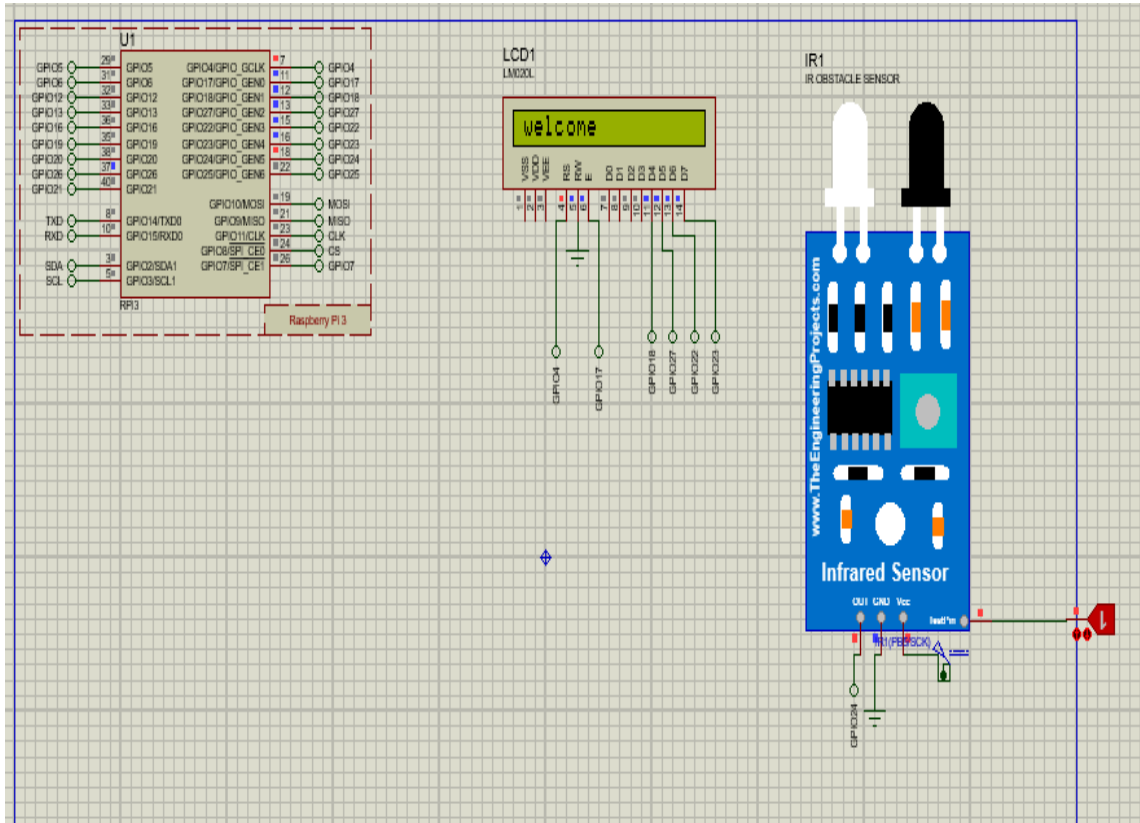 U1
GPIO5 29 GPIO5 GPIO4/GPIO_GCLK 7 GPIO4
GPIO6 31 GPIO6 GPIO17/GPIO_GEN0 11 GPIO17
GPIO12 32 GPIO12 GPIO18/GPIO_GEN1 12 GPIO18
GPIO13 33 GPIO13 GPIO27/GPIO_GEN2 13 GPIO27
GPIO16 36 GPIO16 GPIO22/GPIO_GEN3 15 GPIO22
GPIO19 35 GPIO19 GPIO23/GPIO_GEN4 16 GPIO23
GPIO20 38 GPIO20 GPIO24/GPIO_GEN5 18 GPIO24
GPIO26 37 GPIO26 GPIO25/GPIO_GEN6 22 GPIO25
GPIO21 40 GPIO21
GPIO10/MOSI 19 MOSI
TXD 8 GPIO14/TXD0 GPIO9/MISO 21 MISO
RXD 10 GPIO15/RXD0 GPIO11/CLK 23 CLK
GPIO8/SPI_CE0 24 CS
SDA 3 GPIO2/SDA1 GPIO7/SPI_CE1 26 GPIO7
SCL 5 GPIO3/SCL1
RPI3
Raspberry Pi 3
LCD1
LM020L
welcome
VSS VDD VEE RS RW E D0 D1 D2 D3 D4 D5 D6 D7
1 2 3 4 5 6 7 8 9 10 11 12 13 14
GPIO4 GPIO17 GPIO18 GPIO27 GPIO22 GPIO23
IR1
IR OBSTACLE SENSOR
www.TheEngineeringProjects.com
Infrared Sensor
OUT GND Vcc
TestPin
1
IR1(PB5/SCK)
GPIO24